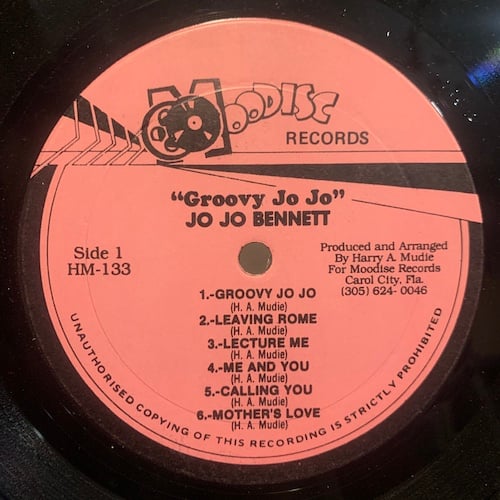 MOODISC
RECORDS
"Groovy Jo Jo"
JO JO BENNETT
Side 1
HM-133
Produced and Arranged
By Harry A. Mudie
For Moodise Records
Carol City, Fla.
(305) 624- 0046
1.-GROOVY JO JO
(H. A. Mudie)
2.-LEAVING ROME
(H. A. Mudie)
3.-LECTURE ME
(H. A. Mudie)
4.-ME AND YOU
(H. A. Mudie)
5.-CALLING YOU
(H. A. Mudie)
6.-MOTHER'S LOVE
(H. A. Mudie)
UNAUTHORISED COPYING OF THIS RECORDING IS STRICTLY PROHIBITED